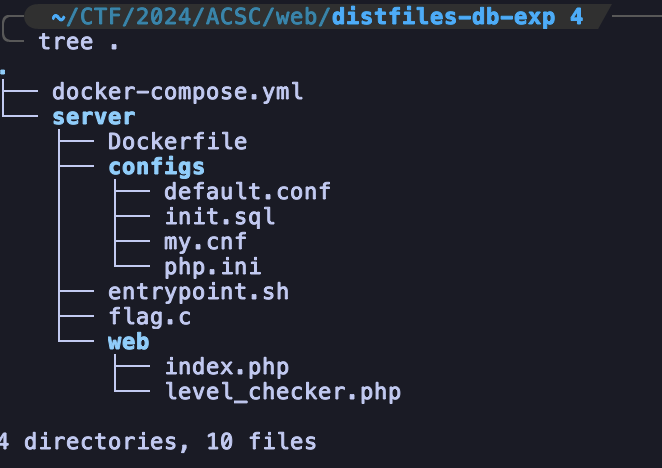 ~/CTF/2024/ACSC/web/distfiles-db-exp 4
tree .
.
├── docker-compose.yml
└── server
    ├── Dockerfile
    ├── configs
    │   ├── default.conf
    │   ├── init.sql
    │   ├── my.cnf
    │   └── php.ini
    ├── entrypoint.sh
    ├── flag.c
    └── web
        ├── index.php
        └── level_checker.php
4 directories, 10 files